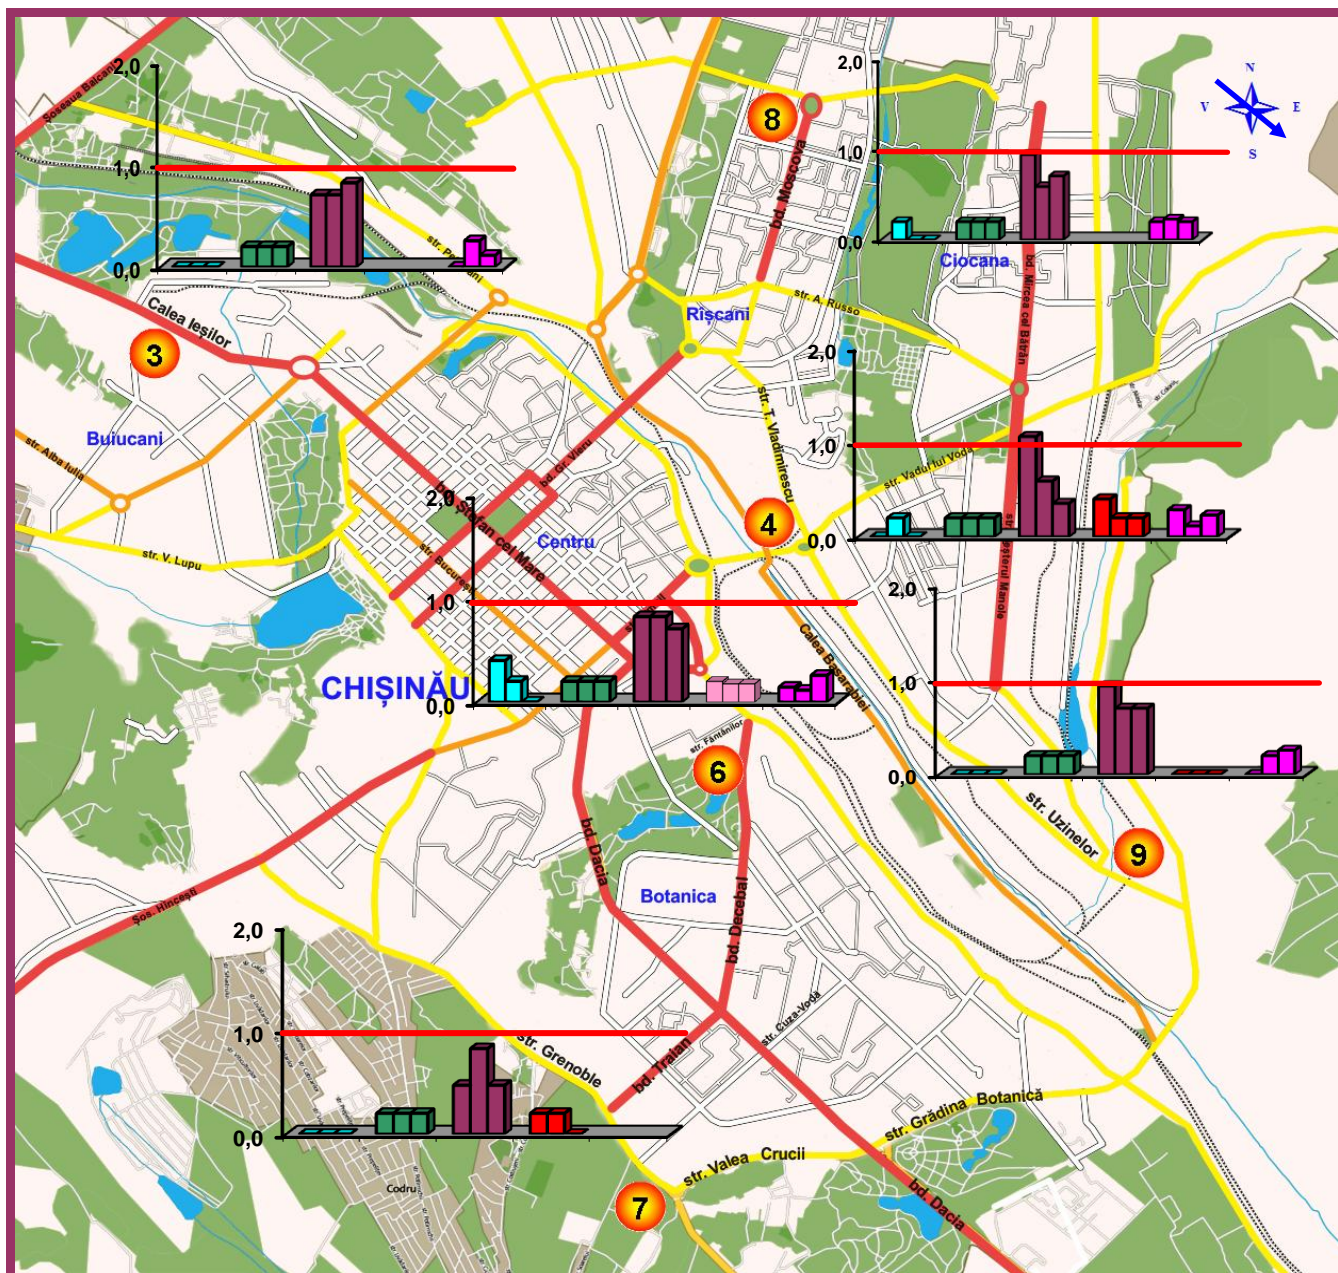 Șoseaua Balcani
2,0
1,0
0,0
8
2,0
1,0
0,0
N
V
E
S
bd. Moscova
Ciocana
bd. Mircea cel Bătrân
Calea Ieșilor
3
Rîșcani
str. A. Russo
2,0
1,0
0,0
Buiucani
str. Alba Iulia
str. V. Lupu
bd. Gr. Vieru
str. T. Vladimirescu
str. Vadul lui Vodă
bd. Ștefan cel Mare
Centru
str. București
4
2,0
1,0
0,0
CHIȘINĂU
Calea Basarabiei
2,0
1,0
0,0
str. Fântânilor
6
bd. Dacia
Botanica
bd. Decebal
str. Uzinelor
9
Șos. Hîncești
2,0
1,0
0,0
str. Cuza-Vodă
str. Grenoble
bd. Traian
str. Grădina Botanică
str. Valea Crucii
Codru
7
bd. Dacia